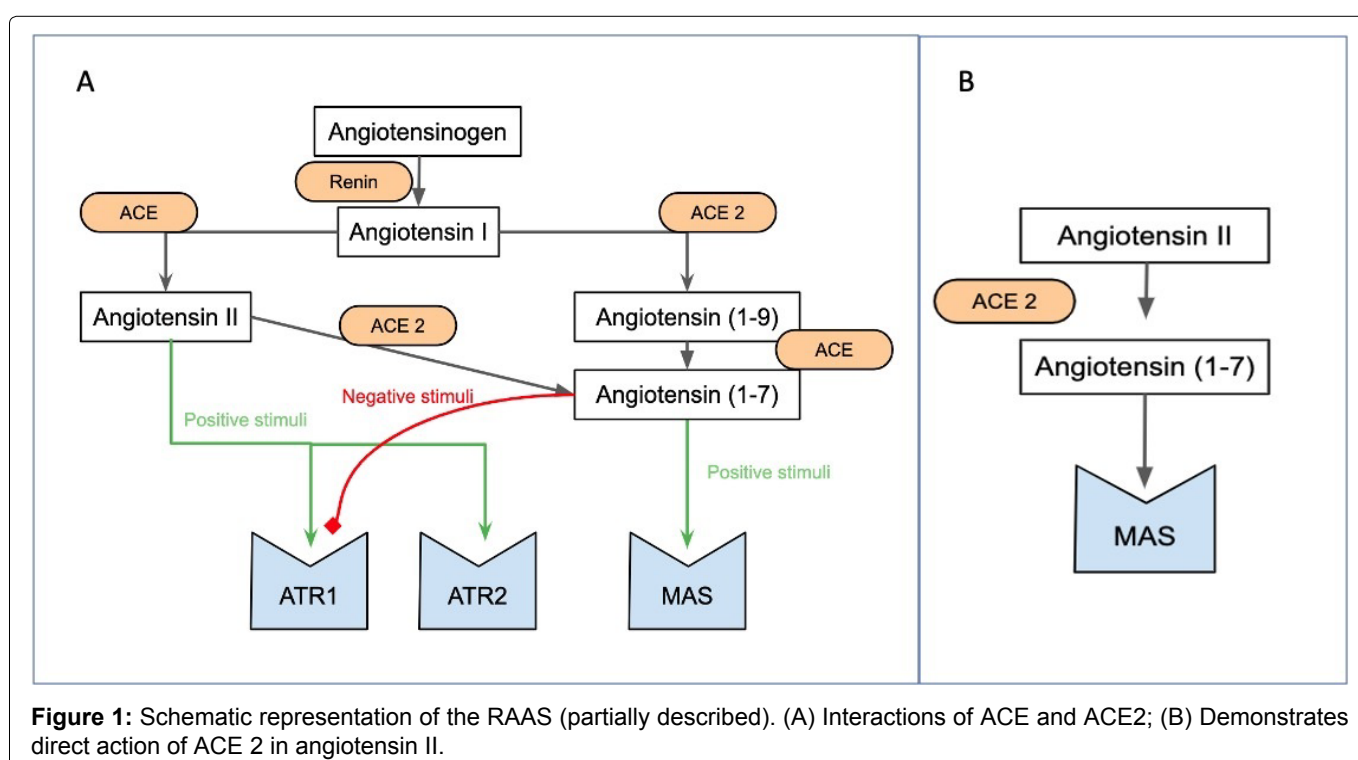 A
B
Angiotensinogen
Renin
ACE
ACE 2
Angiotensin I
Angiotensin II
ACE 2
Angiotensin (1-9)
ACE
Angiotensin (1-7)
Negative stimuli
Positive stimuli
Positive stimuli
ATR1
ATR2
MAS
Angiotensin II
ACE 2
Angiotensin (1-7)
MAS
Figure 1: Schematic representation of the RAAS (partially described). (A) Interactions of ACE and ACE2; (B) Demonstrates
direct action of ACE 2 in angiotensin II.